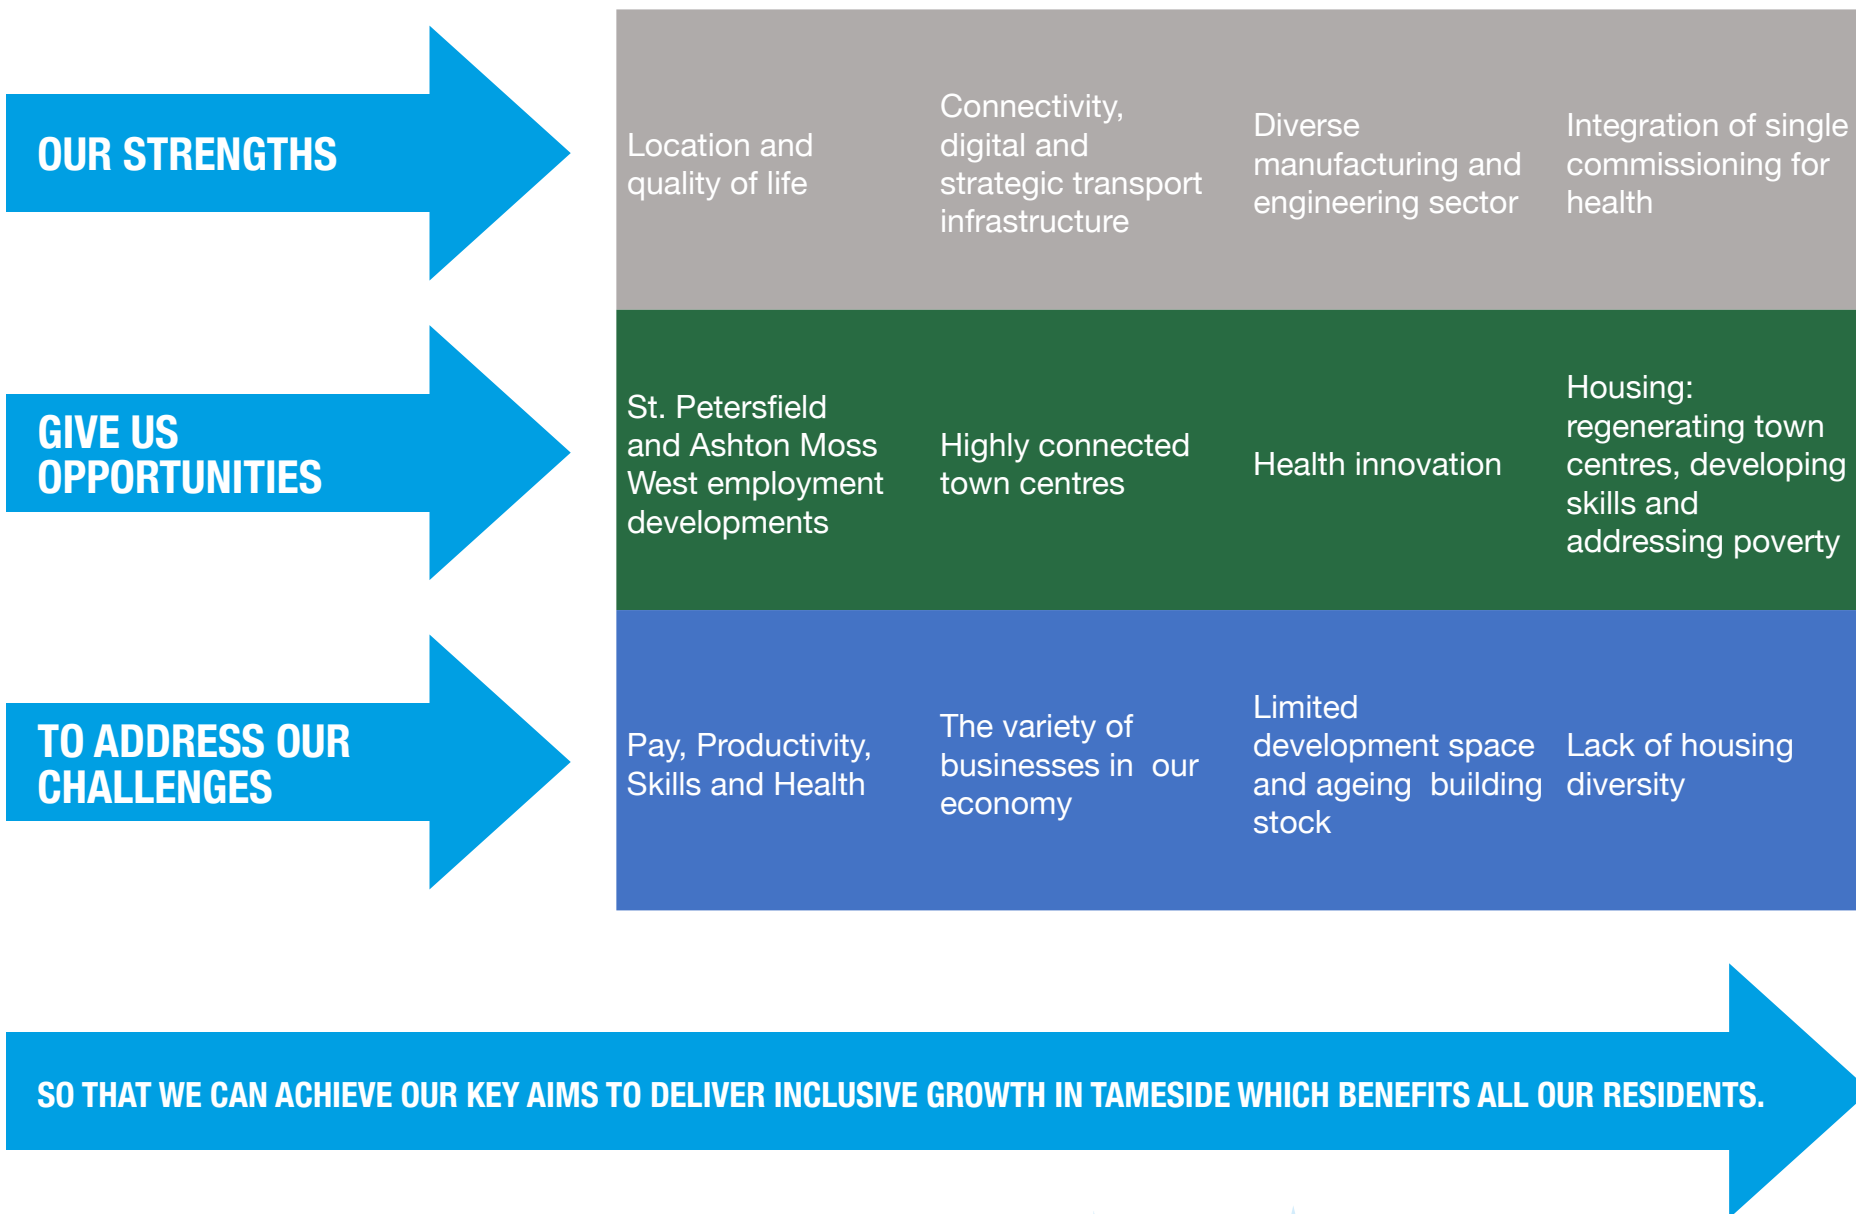 OUR STRENGTHS
Location and
quality of life
Connectivity,
digital and
strategic transport
infrastructure
Diverse
manufacturing and
engineering sector
Integration of single
commissioning for
health
GIVE US
OPPORTUNITIES
St. Petersfield
and Ashton Moss
West employment
developments
Highly connected
town centres
Health innovation
Housing:
regenerating town
centres, developing
skills and
addressing poverty
TO ADDRESS OUR
CHALLENGES
Pay, Productivity,
Skills and Health
The variety of
businesses in  our
economy
Limited
development space
and ageing  building
stock
Lack of housing
diversity
SO THAT WE CAN ACHIEVE OUR KEY AIMS TO DELIVER INCLUSIVE GROWTH IN TAMESIDE WHICH BENEFITS ALL OUR RESIDENTS.